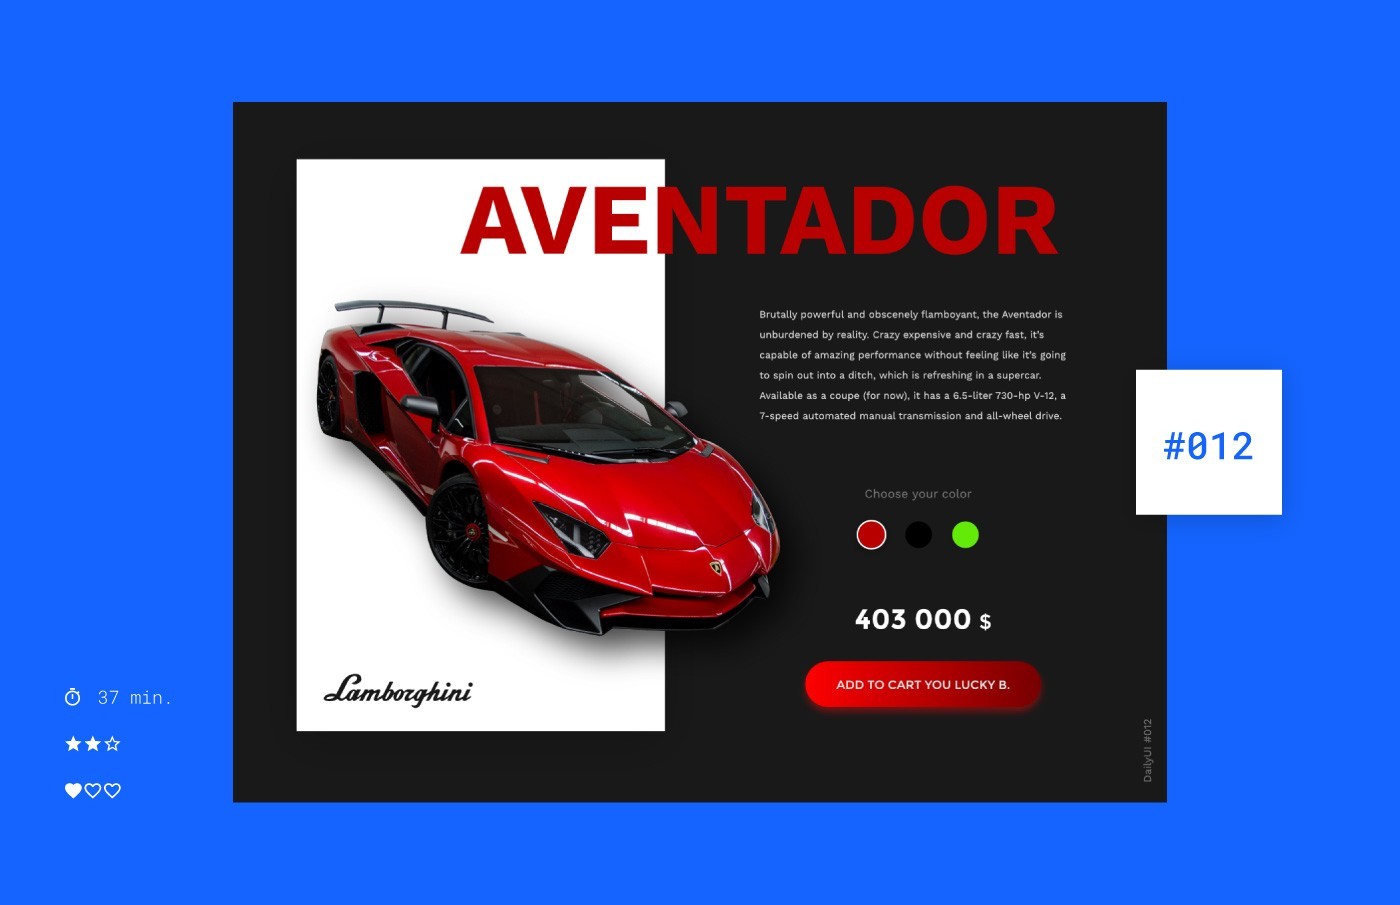 AVENTADOR
Brutally powerful and obscenely flamboyant, the Aventador is
unburdened by reality. Crazy expensive and crazy fast, it's
capable of amazing performance without feeling like it's going
to spin out into a ditch, which is refreshing in a supercar.
Available as a coupe (for now), it has a 6.5-liter 730-hp V-12, a
7-speed automated manual transmission and all-wheel drive.
#012
Choose your color
403 000 $
ADD TO CART YOU LUCKY B.
Lamborghini
37 min.
DailyUI #012